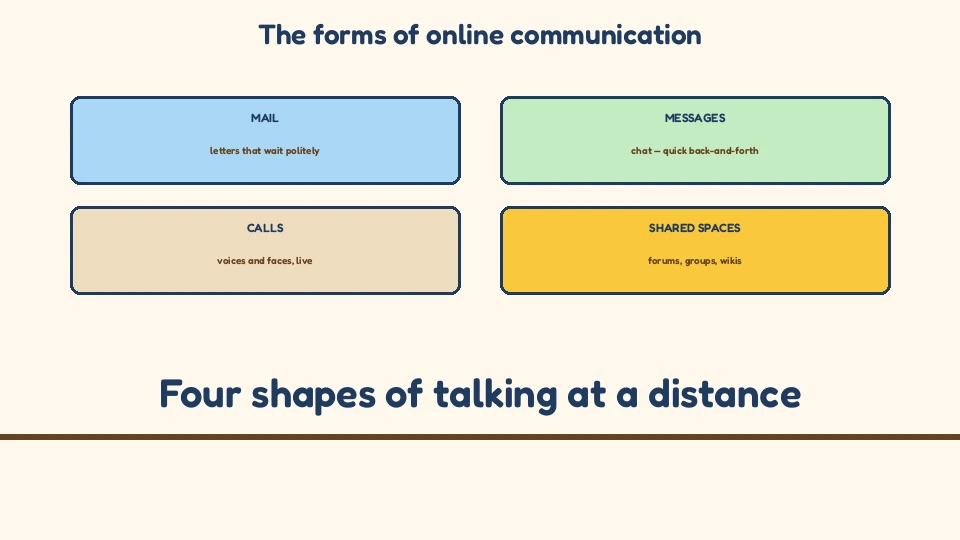 The forms of online communication
MAIL
letters that wait politely
MESSAGES
chat — quick back-and-forth
CALLS
voices and faces, live
SHARED SPACES
forums, groups, wikis
Four shapes of talking at a distance